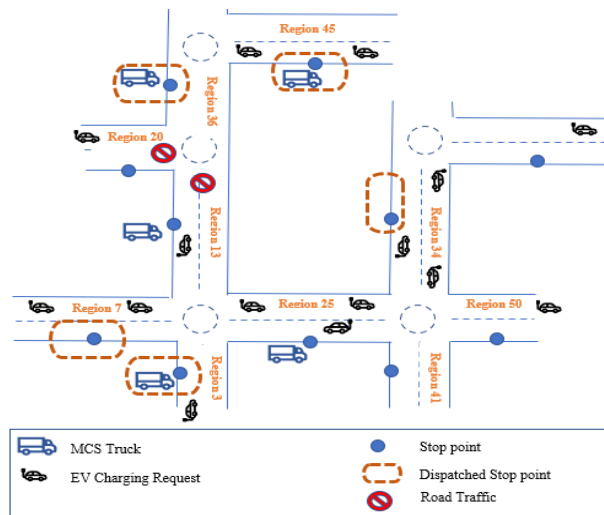 Region 45
Region 36
Region 20
Region 13
Region 34
Region 7
Region 25
Region 50
Region 3
Region 41
MCS Truck
Stop point
EV Charging Request
Dispatched Stop point
Road Traffic